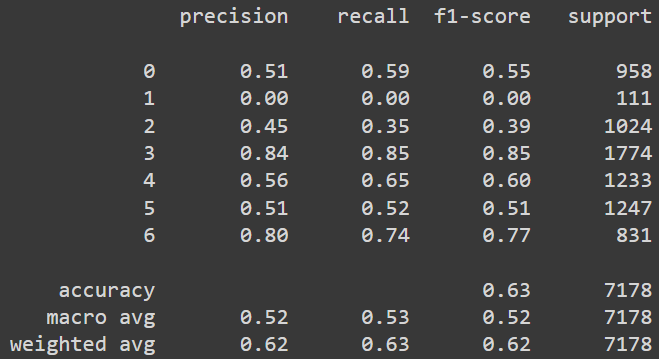 precision recall f1-score support
0 0.51 0.59 0.55 958
1 0.00 0.00 0.00 111
2 0.45 0.35 0.39 1024
3 0.84 0.85 0.85 1774
4 0.56 0.65 0.60 1233
5 0.51 0.52 0.51 1247
6 0.80 0.74 0.77 831
accuracy 0.63 7178
macro avg 0.52 0.53 0.52 7178
weighted avg 0.62 0.63 0.62 7178